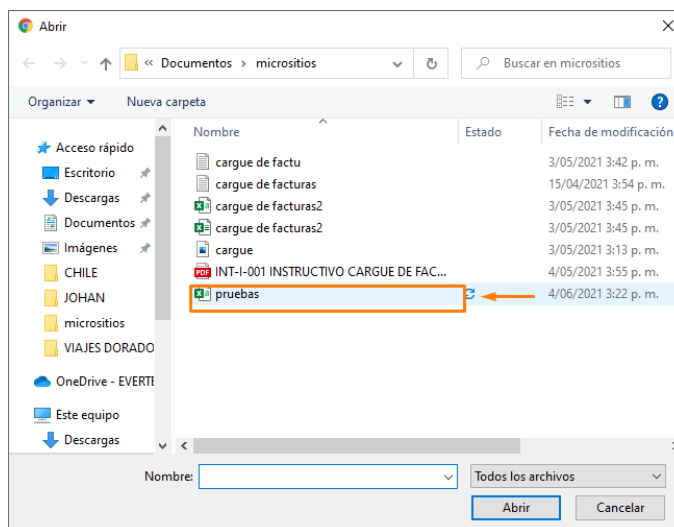 Abrir
« Documentos › micrositios
Buscar en micrositios
Organizar
Nueva carpeta
Nombre Estado Fecha de modificación
Acceso rápido
Escritorio
Descargas
Documentos
Imágenes
CHILE
JOHAN
micrositios
VIAJES DORADO
OneDrive - EVERTE
Este equipo
Descargas
cargue de factu 3/05/2021 3:42 p. m.
cargue de facturas 15/04/2021 3:54 p. m.
cargue de facturas2 3/05/2021 3:45 p. m.
cargue de facturas2 3/05/2021 3:45 p. m.
cargue 3/05/2021 3:13 p. m.
PDF INT-I-001 INSTRUCTIVO CARGUE DE FAC... 4/05/2021 3:55 p. m.
pruebas 4/06/2021 3:22 p. m.
Nombre:
Todos los archivos
Abrir
Cancelar